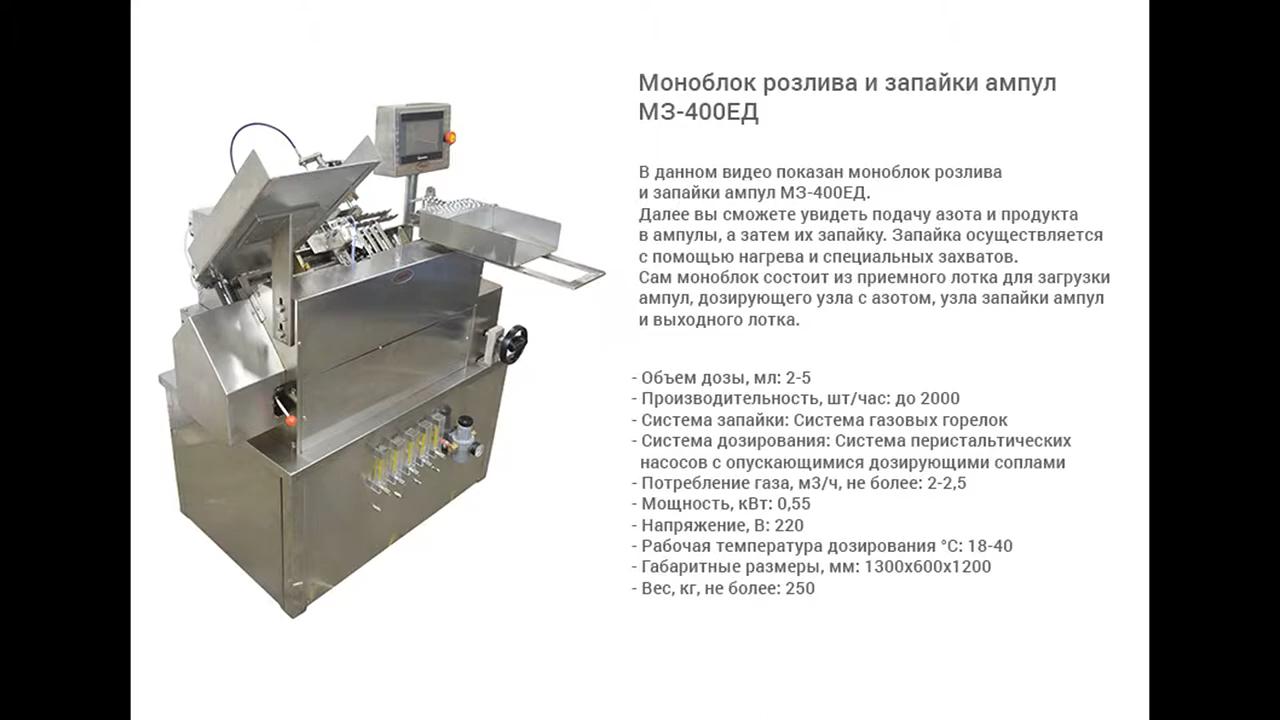 Моноблок розлива и запайки ампул
МЗ-400ЕД
В данном видео показан моноблок розлива
и запайки ампул МЗ-400ЕД.
Далее вы сможете увидеть подачу азота и продукта
в ампулы, а затем их запайку. Запайка осуществляется
с помощью нагрева и специальных захватов.
Сам моноблок состоит из приемного лотка для загрузки
ампул, дозирующего узла с азотом, узла запайки ампул
и выходного лотка.
- Объем дозы, мл: 2-5
- Производительность, шт/час: до 2000
- Система запайки: Система газовых горелок
- Система дозирования: Система перистальтических
насосов с опускающимися дозирующими соплами
- Потребление газа, м3/ч, не более: 2-2,5
- Мощность, кВт: 0,55
- Напряжение, В: 220
- Рабочая температура дозирования °С: 18-40
- Габаритные размеры, мм: 1300х600х1200
- Вес, кг, не более: 250